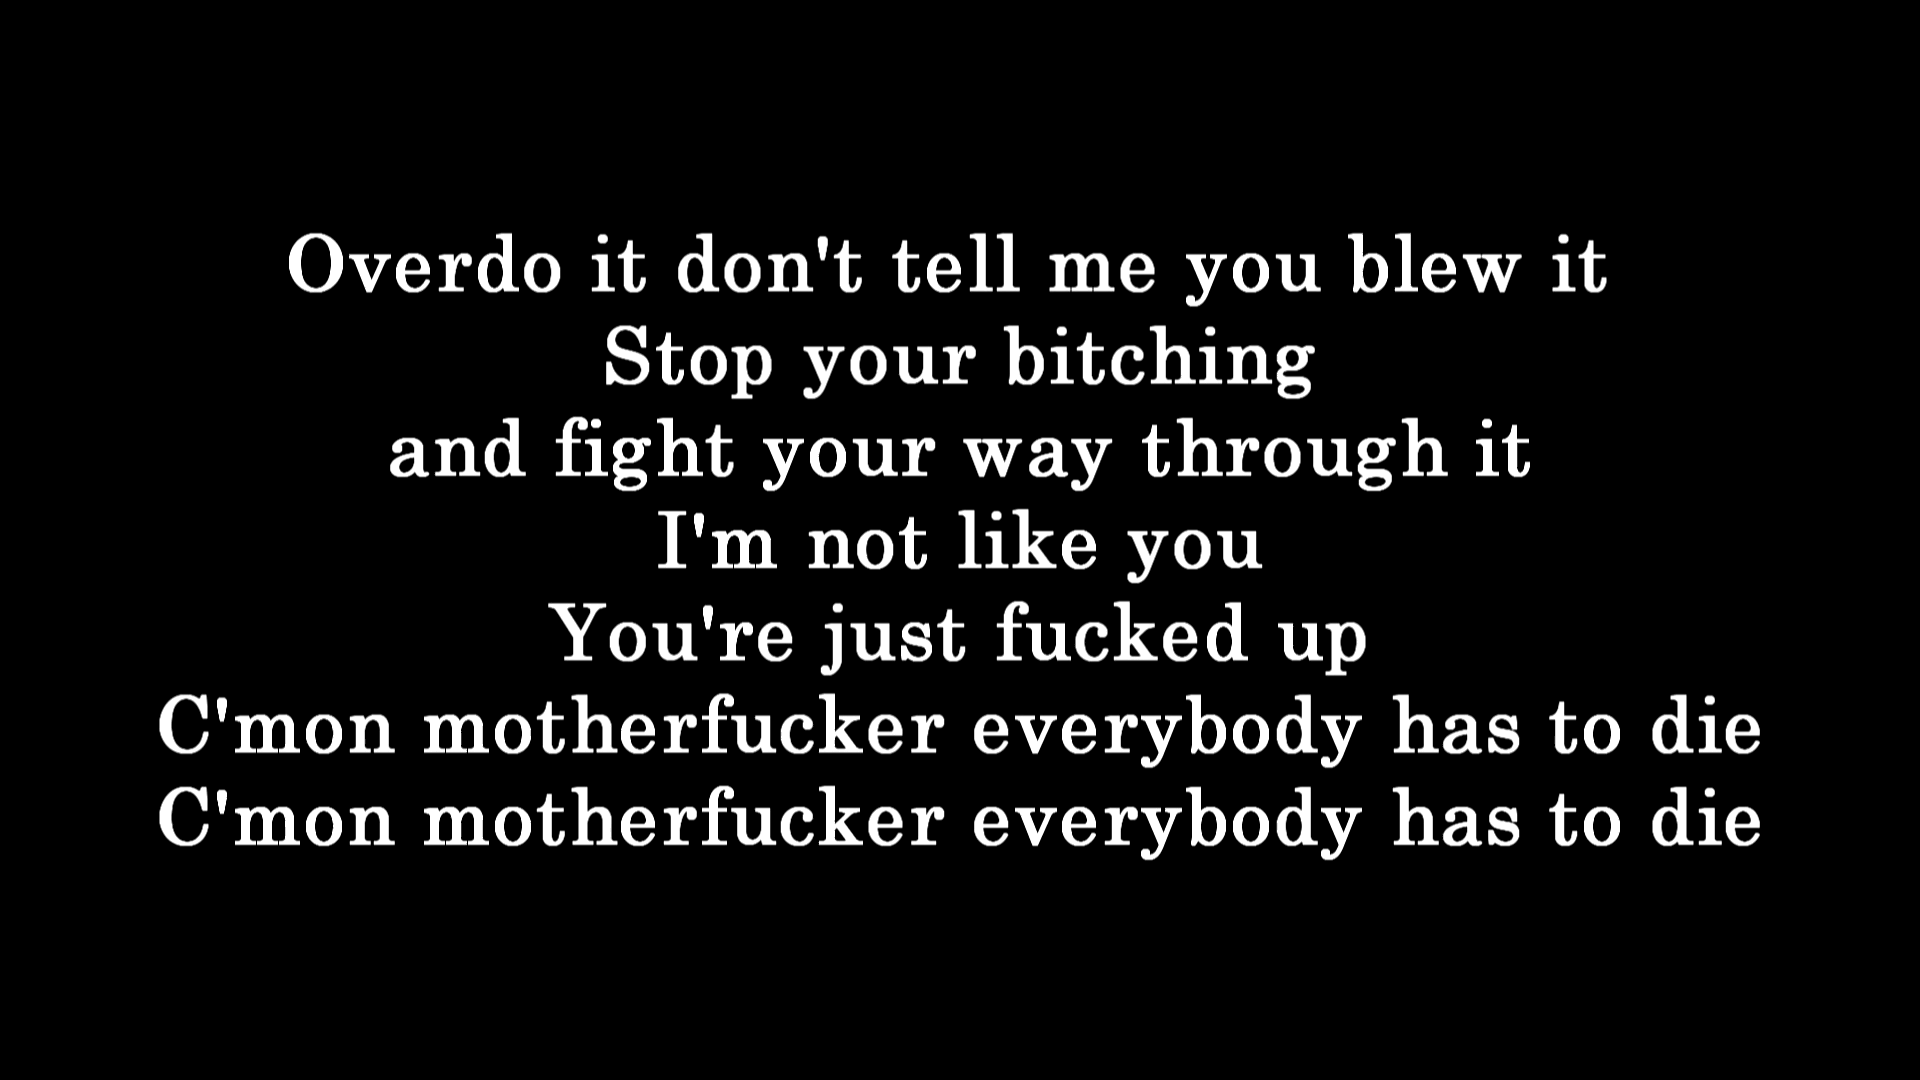 Overdo it don't tell me you blew it
Stop your bitching
and fight your way through it
I'm not like you
You're just fucked up
C'mon motherfucker everybody has to die
C'mon motherfucker everybody has to die